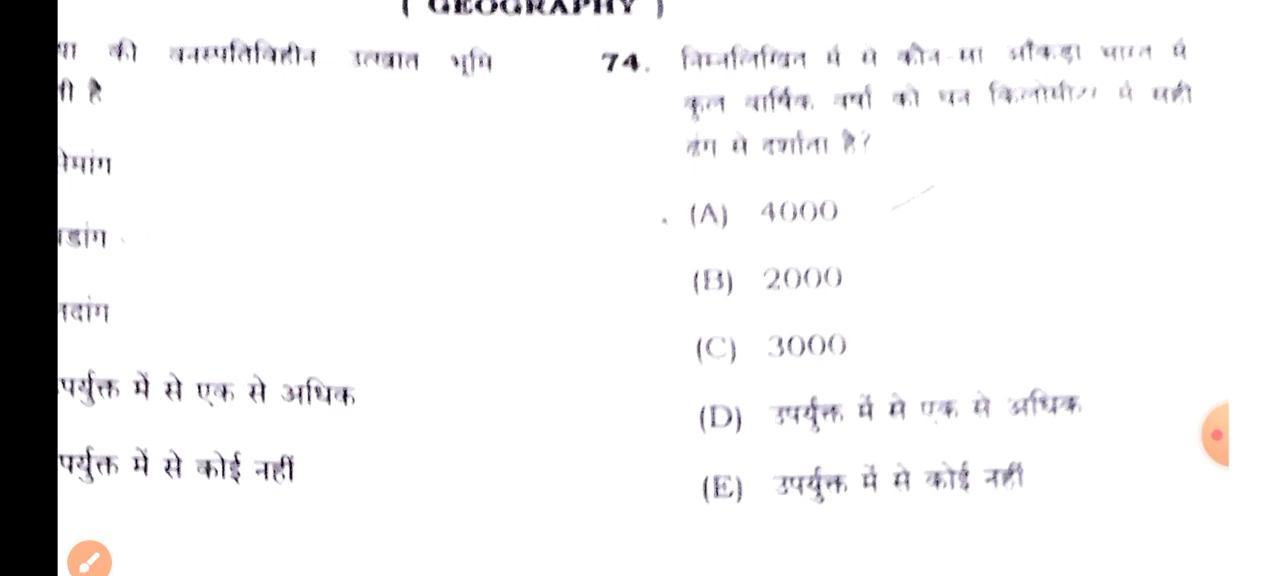 ( GEOGRAPHY )
या की वनस्पतिविहीन उत्खात भूमि
ती है
डांग
पर्युक्त में से एक से अधिक
पर्युक्त में से कोई नहीं
74. निम्नलिखित में से कौन-सा आँकड़ा भारत में
कुल वार्षिक वर्षा को घन किलोमीटर में सही
ढंग से दर्शाता है?
(A) 4000
(B) 2000
(C) 3000
(D) उपर्युक्त में से एक से अधिक
(E) उपर्युक्त में से कोई नहीं